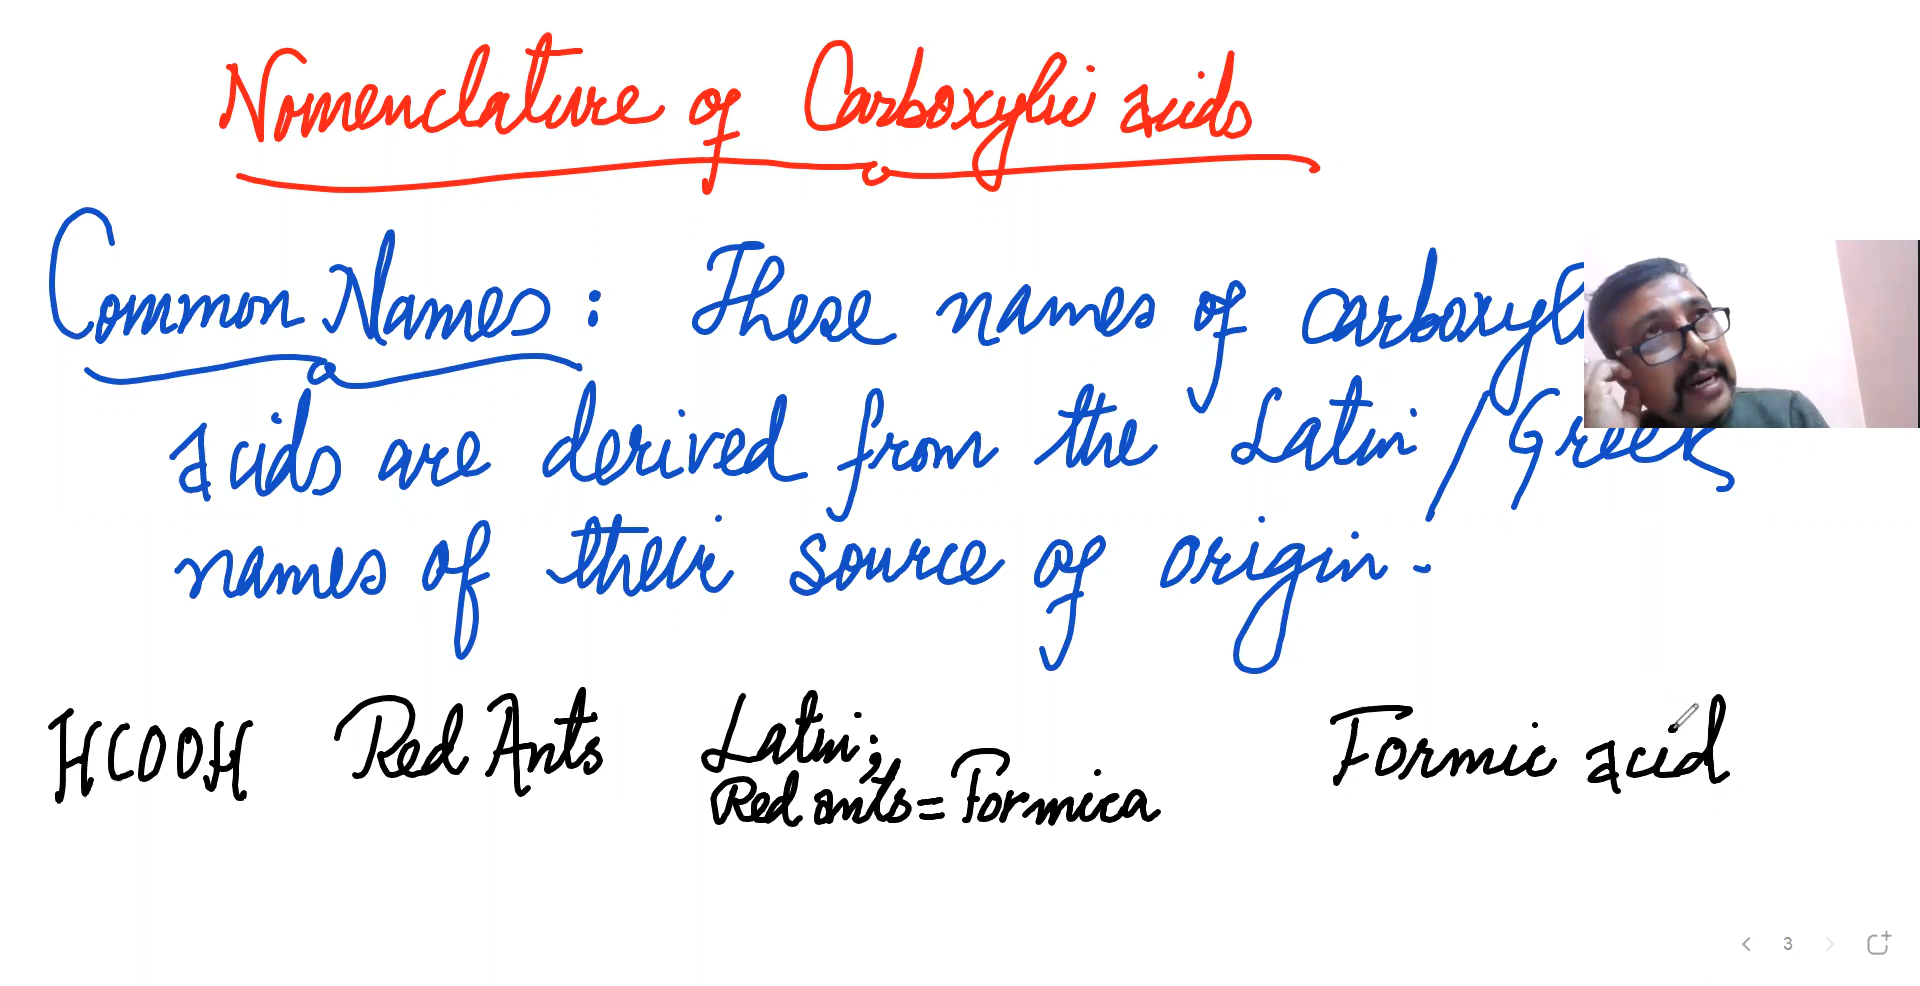 Nomenclature of Carboxylic acids
Common Names : These names of carboxyli
acids are derived from the Latin / Greek
names of their source of origin.
HCOOH Red Ants Latin; Formic acid
Red ants = Formica
3